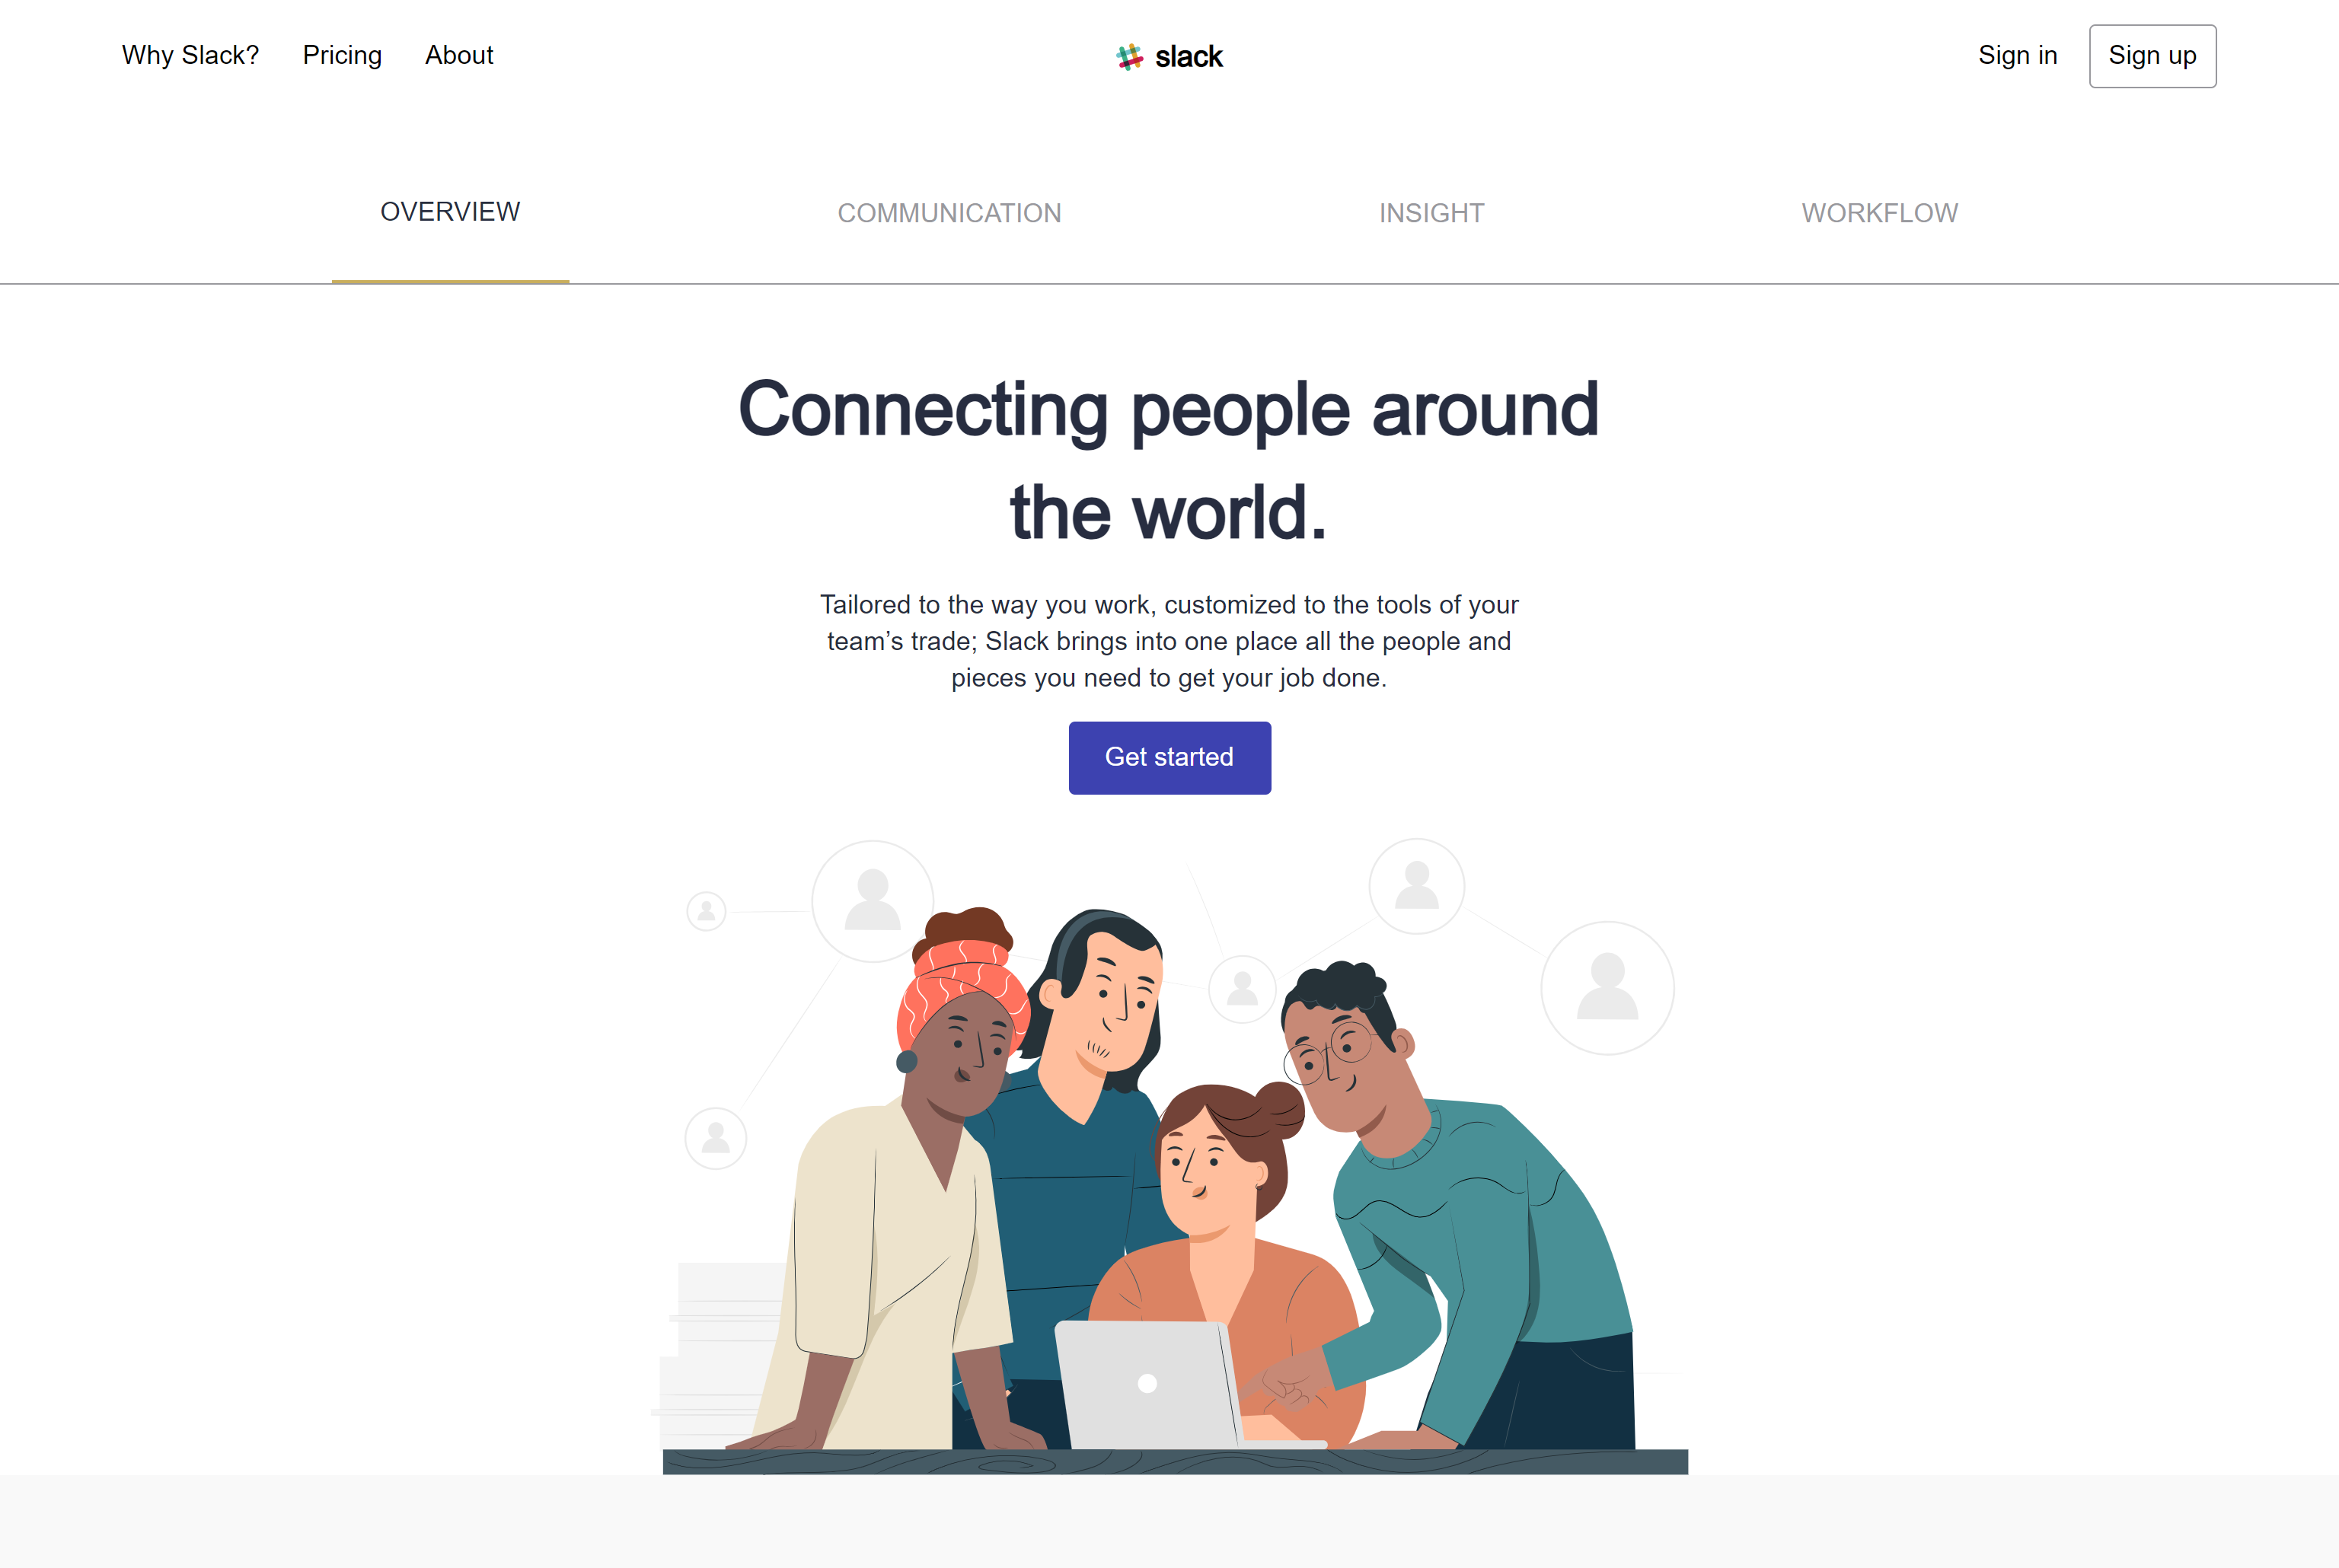 Why Slack? Pricing About slack Sign in Sign up
OVERVIEW COMMUNICATION INSIGHT WORKFLOW
Connecting people around
the world.
Tailored to the way you work, customized to the tools of your
team’s trade; Slack brings into one place all the people and
pieces you need to get your job done.
Get started